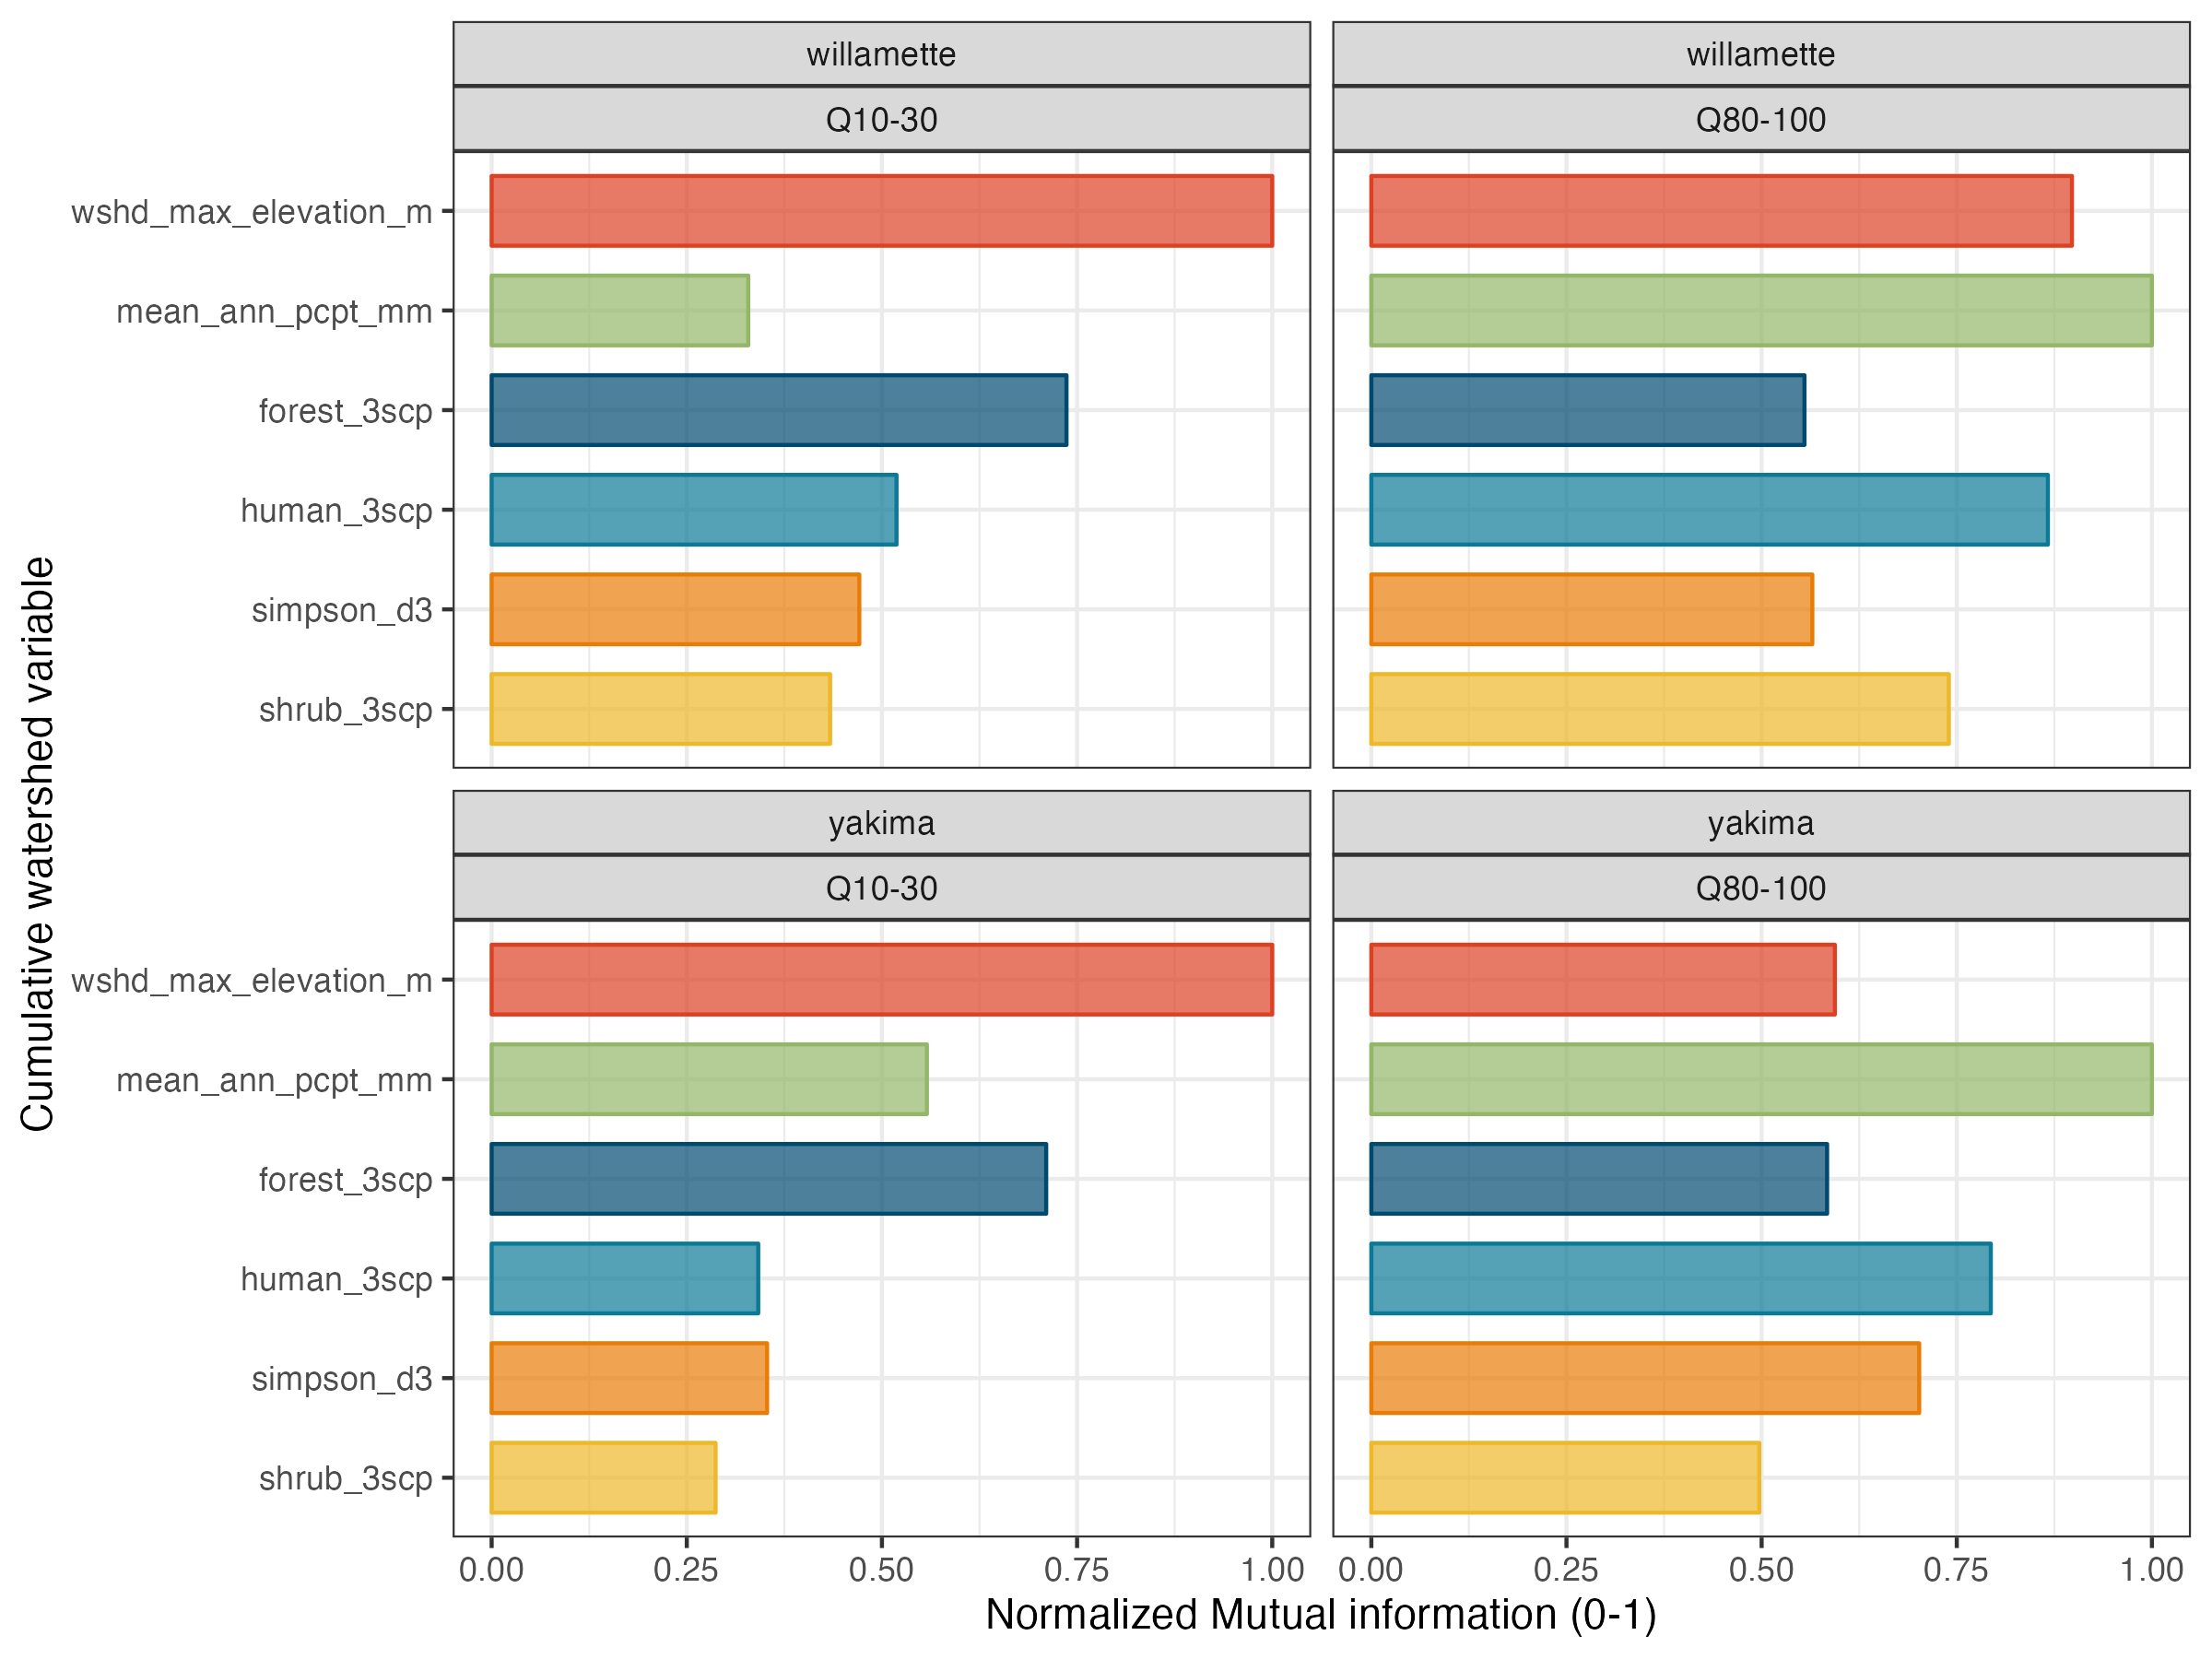 willamette
willamette
Q10-30
Q80-100
wshd_max_elevation_m
mean_ann_pcpt_mm
forest_3scp
human_3scp
simpson_d3
shrub_3scp
Cumulative watershed variable
yakima
yakima
Q10-30
Q80-100
wshd_max_elevation_m
mean_ann_pcpt_mm
forest_3scp
human_3scp
simpson_d3
shrub_3scp
0.00 0.25 0.50 0.75 1.00
0.00 0.25 0.50 0.75 1.00
Normalized Mutual information (0-1)